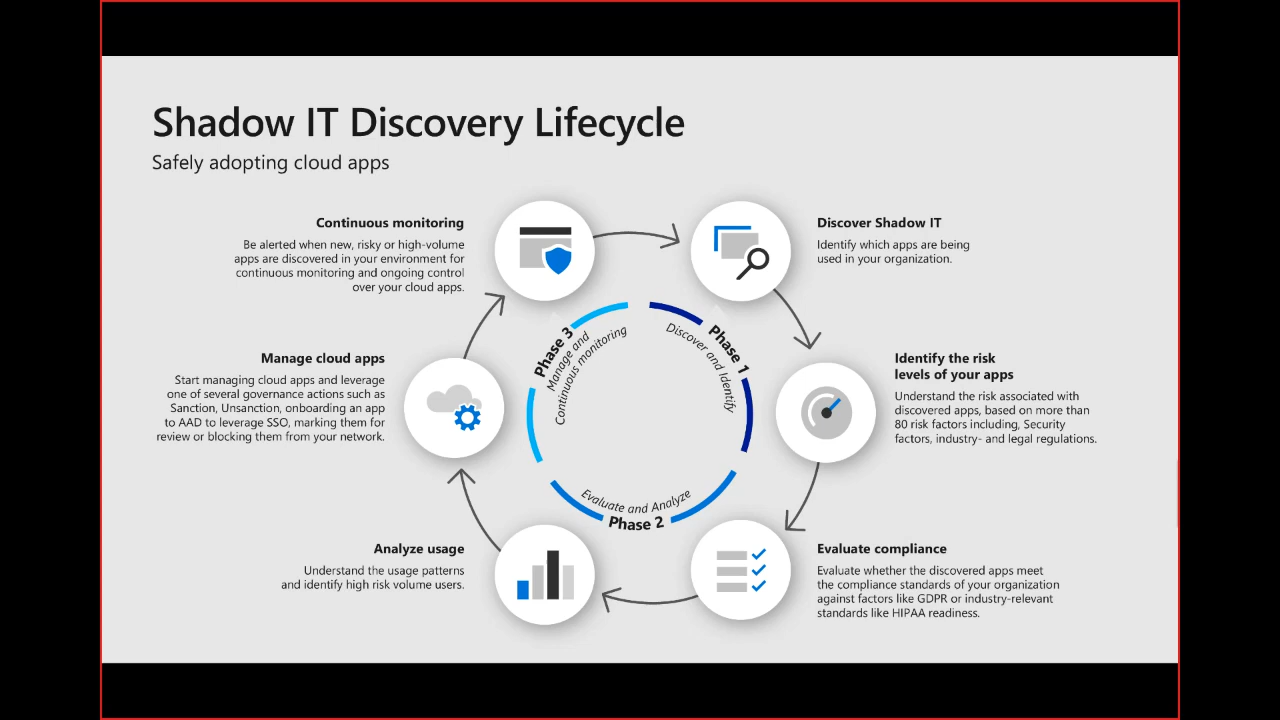 Shadow IT Discovery Lifecycle
Safely adopting cloud apps
Discover Shadow IT
Identify which apps are being
used in your organization.
Identify the risk
levels of your apps
Understand the risk associated with
discovered apps, based on more than
80 risk factors including, Security
factors, industry- and legal regulations.
Evaluate compliance
Evaluate whether the discovered apps meet
the compliance standards of your organization
against factors like GDPR or industry-relevant
standards like HIPAA readiness.
Analyze usage
Understand the usage patterns
and identify high risk volume users.
Manage cloud apps
Start managing cloud apps and leverage
one of several governance actions such as
Sanction, Unsanction, onboarding an app
to AAD to leverage SSO, marking them for
review or blocking them from your network.
Continuous monitoring
Be alerted when new, risky or high-volume
apps are discovered in your environment for
continuous monitoring and ongoing control
over your cloud apps.
Phase 1
Discover and Identify
Evaluate and Analyze
Phase 2
Phase 3
Manage and
Continuous monitoring